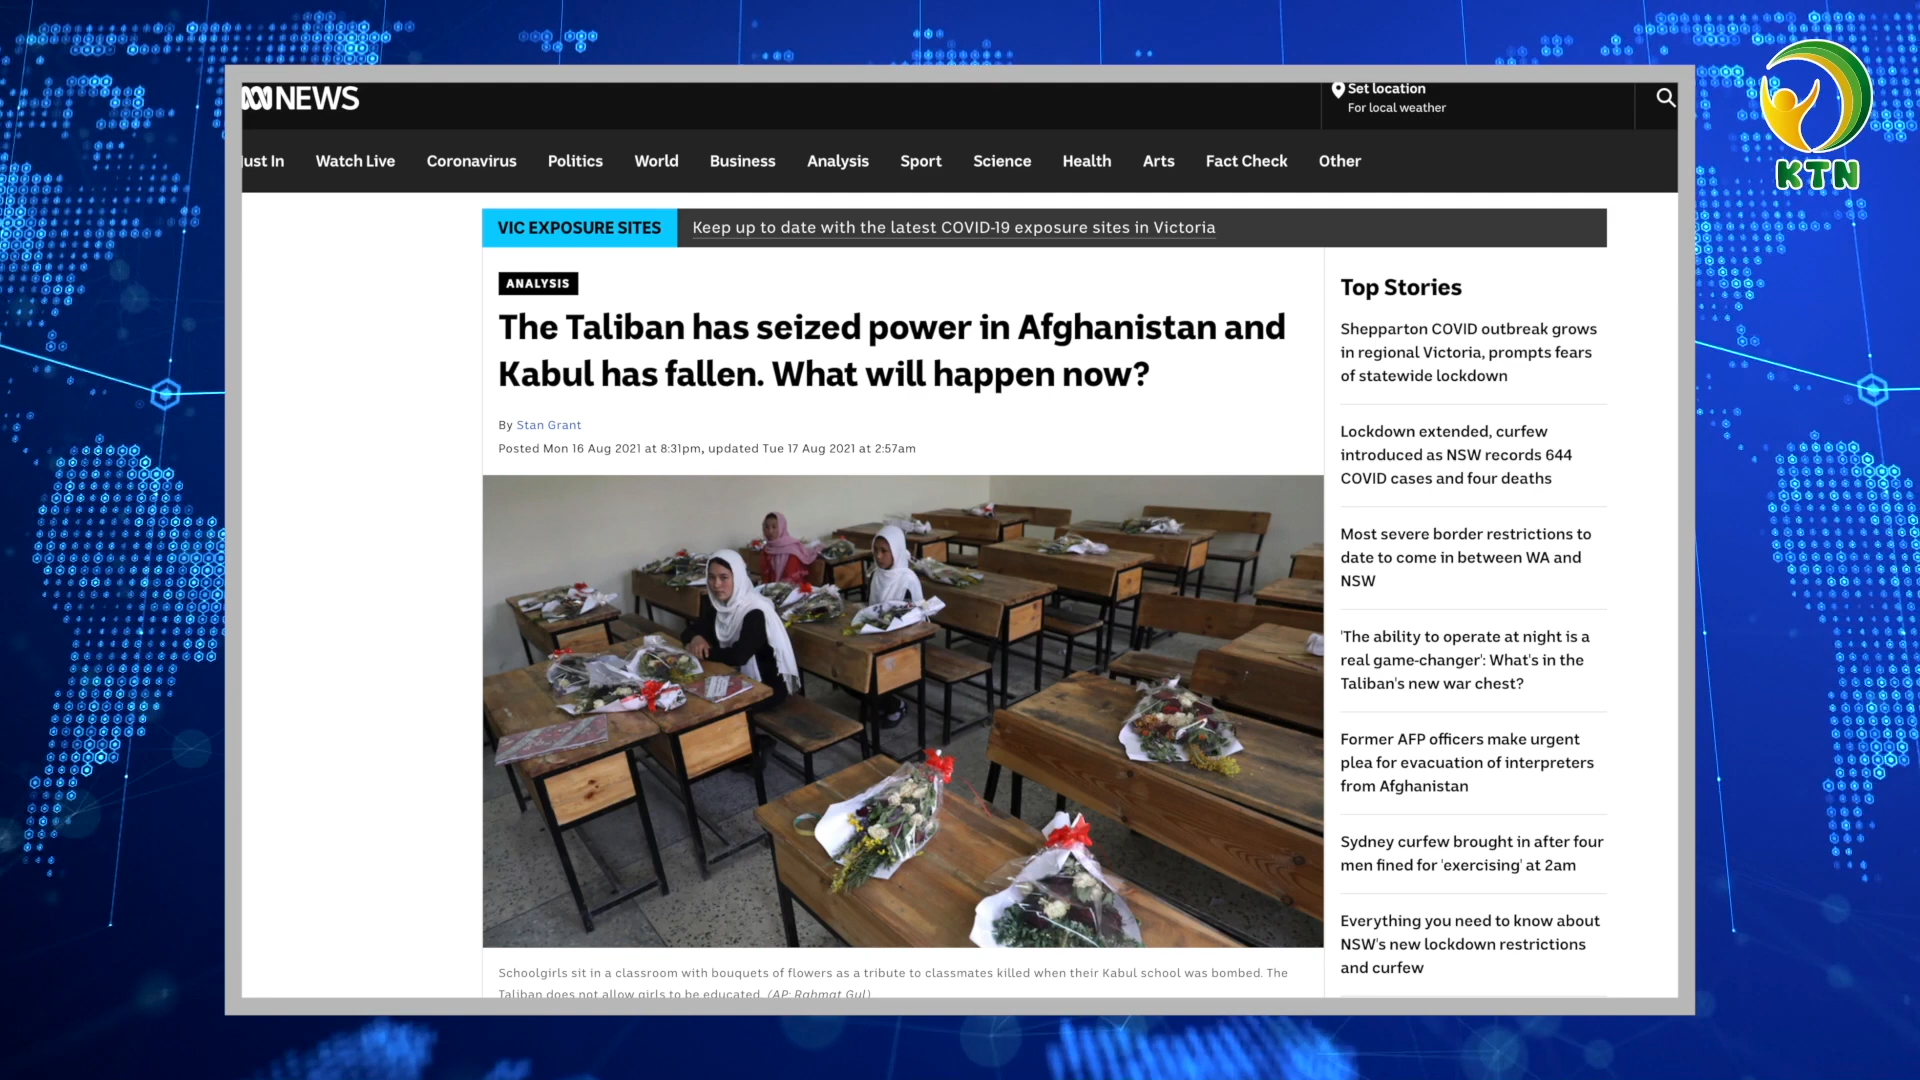 NEWS
Set location
For local weather
KTN
ust In Watch Live Coronavirus Politics World Business Analysis Sport Science Health Arts Fact Check Other
VIC EXPOSURE SITES Keep up to date with the latest COVID-19 exposure sites in Victoria
ANALYSIS
The Taliban has seized power in Afghanistan and
Kabul has fallen. What will happen now?
By Stan Grant
Posted Mon 16 Aug 2021 at 8:31pm, updated Tue 17 Aug 2021 at 2:57am
Schoolgirls sit in a classroom with bouquets of flowers as a tribute to classmates killed when their Kabul school was bombed. The
Taliban does not allow girls to be educated. (AP: Rahmat Gul)
Top Stories
Shepparton COVID outbreak grows
in regional Victoria, prompts fears
of statewide lockdown
Lockdown extended, curfew
introduced as NSW records 644
COVID cases and four deaths
Most severe border restrictions to
date to come in between WA and
NSW
'The ability to operate at night is a
real game-changer': What's in the
Taliban's new war chest?
Former AFP officers make urgent
plea for evacuation of interpreters
from Afghanistan
Sydney curfew brought in after four
men fined for 'exercising' at 2am
Everything you need to know about
NSW's new lockdown restrictions
and curfew